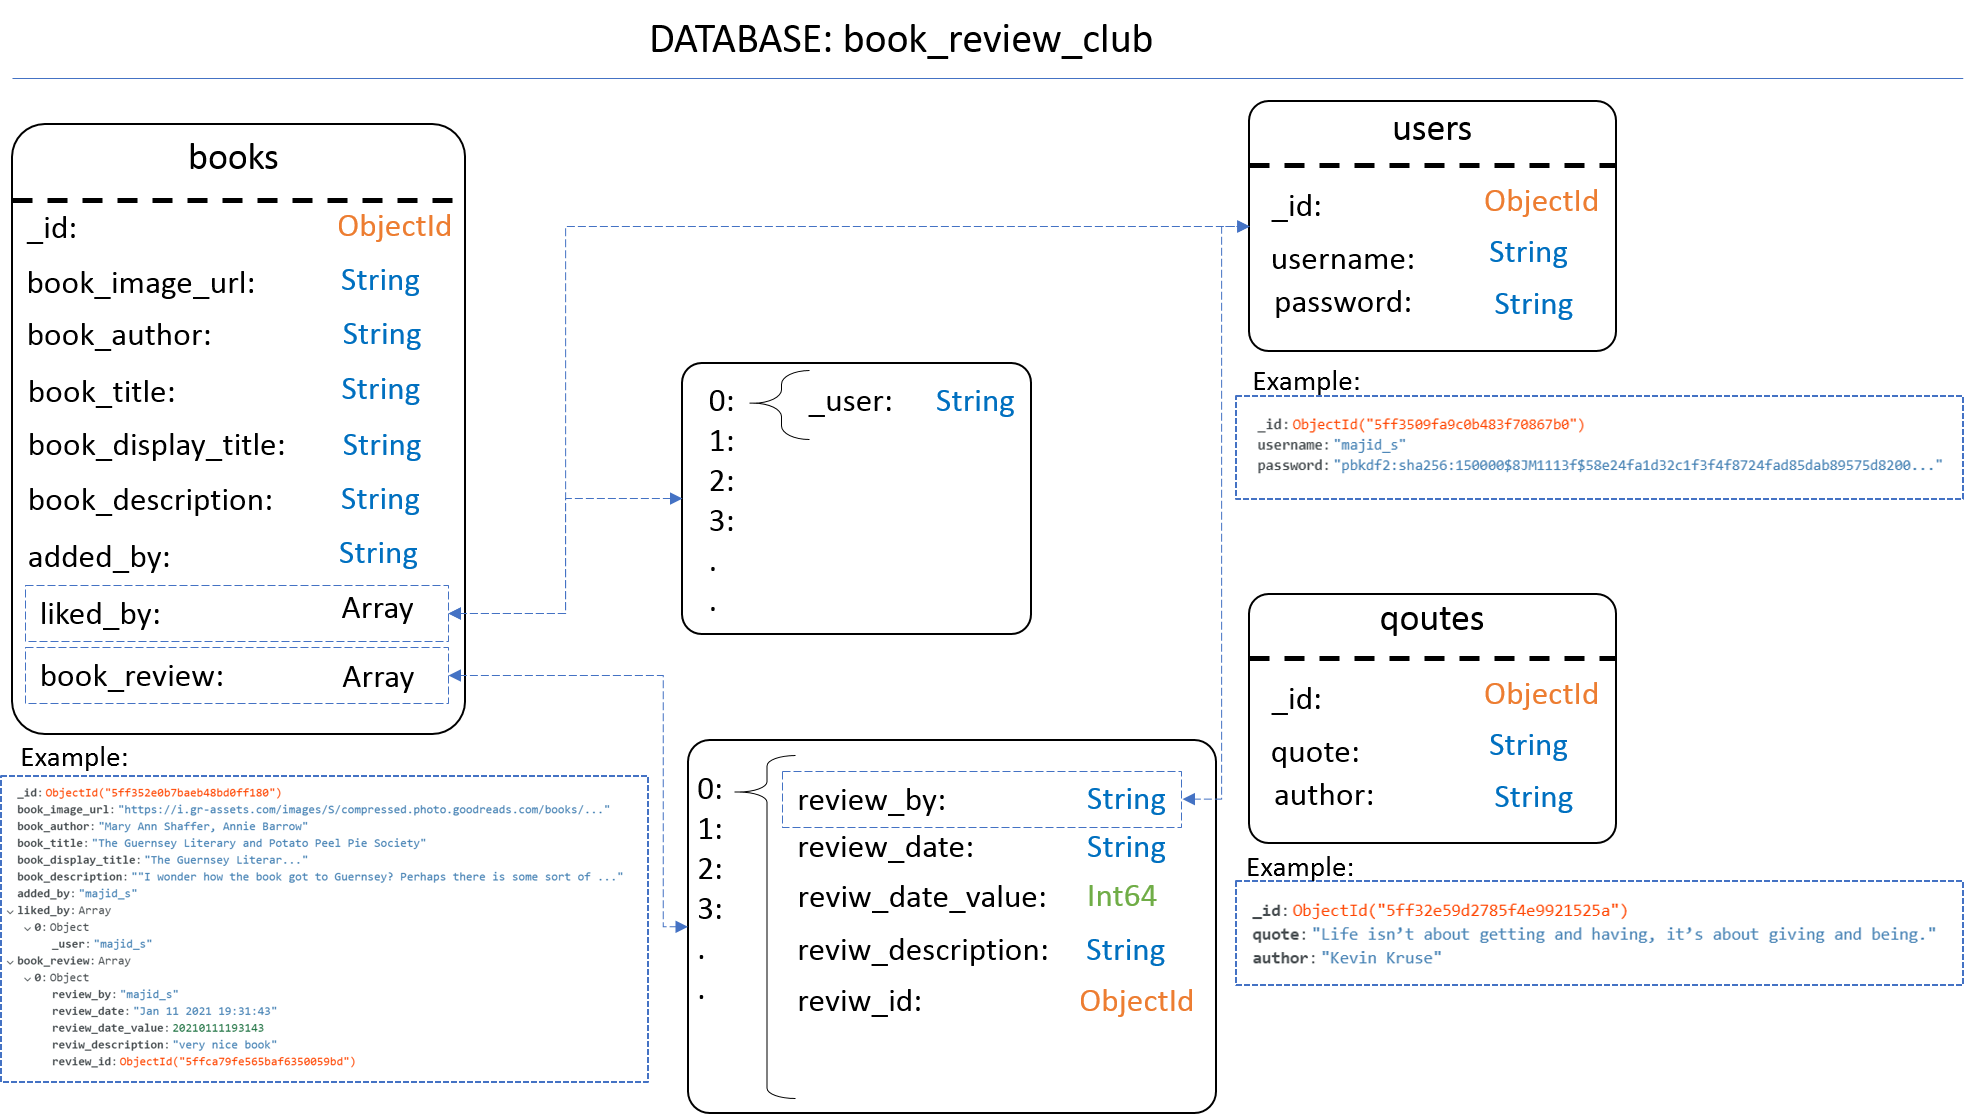 DATABASE: book_review_club
books
_id: ObjectId
book_image_url: String
book_author: String
book_title: String
book_display_title: String
book_description: String
added_by: String
liked_by: Array
book_review: Array
Example:
_id: ObjectId("5ff352e0b7baeb48bd0ff180")
book_image_url: "https://i.gr-assets.com/images/S/compressed.photo.goodreads.com/books/..."
book_author: "Mary Ann Shaffer, Annie Barrow"
book_title: "The Guernsey Literary and Potato Peel Pie Society"
book_display_title: "The Guernsey Literar..."
book_description: ""I wonder how the book got to Guernsey? Perhaps there is some sort of ..."
added_by: "majid_s"
liked_by: Array
0: Object
_user: "majid_s"
book_review: Array
0: Object
review_by: "majid_s"
review_date: "Jan 11 2021 19:31:43"
review_date_value: 20210111193143
reviw_description: "very nice book"
review_id: ObjectId("5ffca79fe565baf6350059bd")
0: _user: String
1:
2:
3:
.
.
0: review_by: String
1: review_date: String
2: reviw_date_value: Int64
3: reviw_description: String
. reviw_id: ObjectId
.
users
_id: ObjectId
username: String
password: String
Example:
_id: ObjectId("5ff3509fa9c0b483f70867b0")
username: "majid_s"
password: "pbkdf2:sha256:150000$8JM1113f$58e24fa1d32c1f3f4f8724fad85dab89575d8200..."
qoutes
_id: ObjectId
quote: String
author: String
Example:
_id: ObjectId("5ff32e59d2785f4e9921525a")
quote: "Life isn’t about getting and having, it’s about giving and being."
author: "Kevin Kruse"